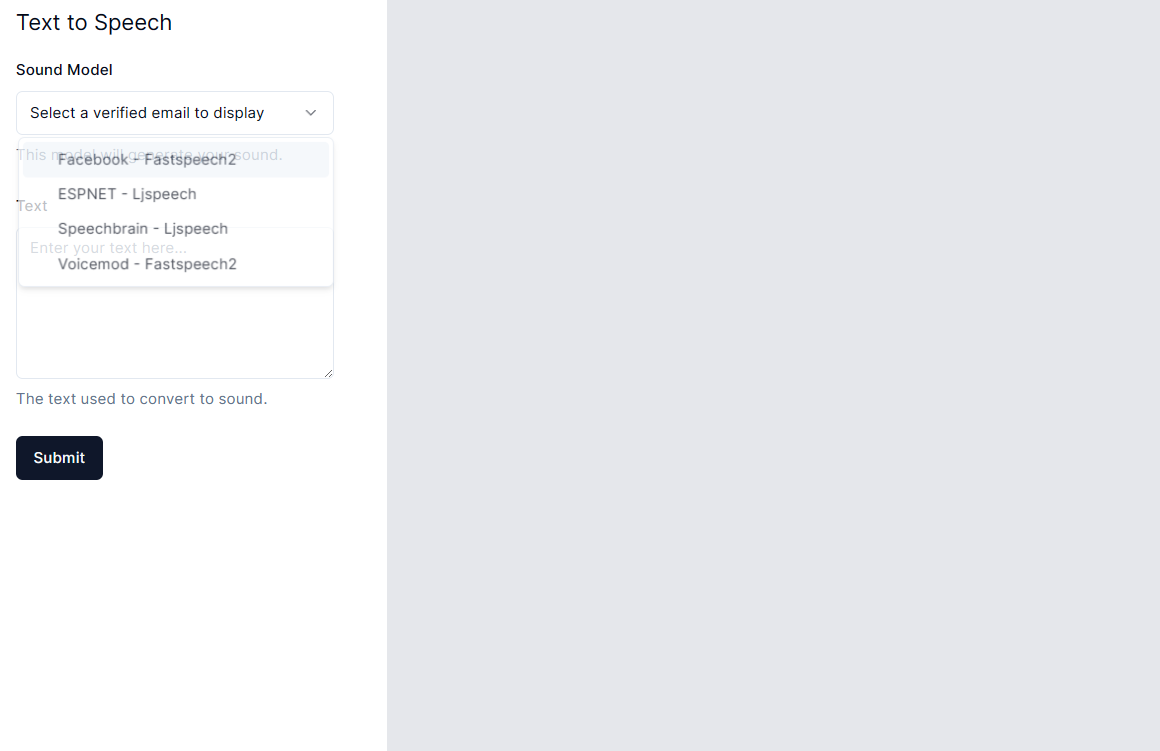 Text to Speech
Sound Model
Select a verified email to display
This model will generate your sound.
Facebook - Fastspeech2
ESPNET - Ljspeech
Text
Speechbrain - Ljspeech
Enter your text here...
Voicemod - Fastspeech2
The text used to convert to sound.
Submit